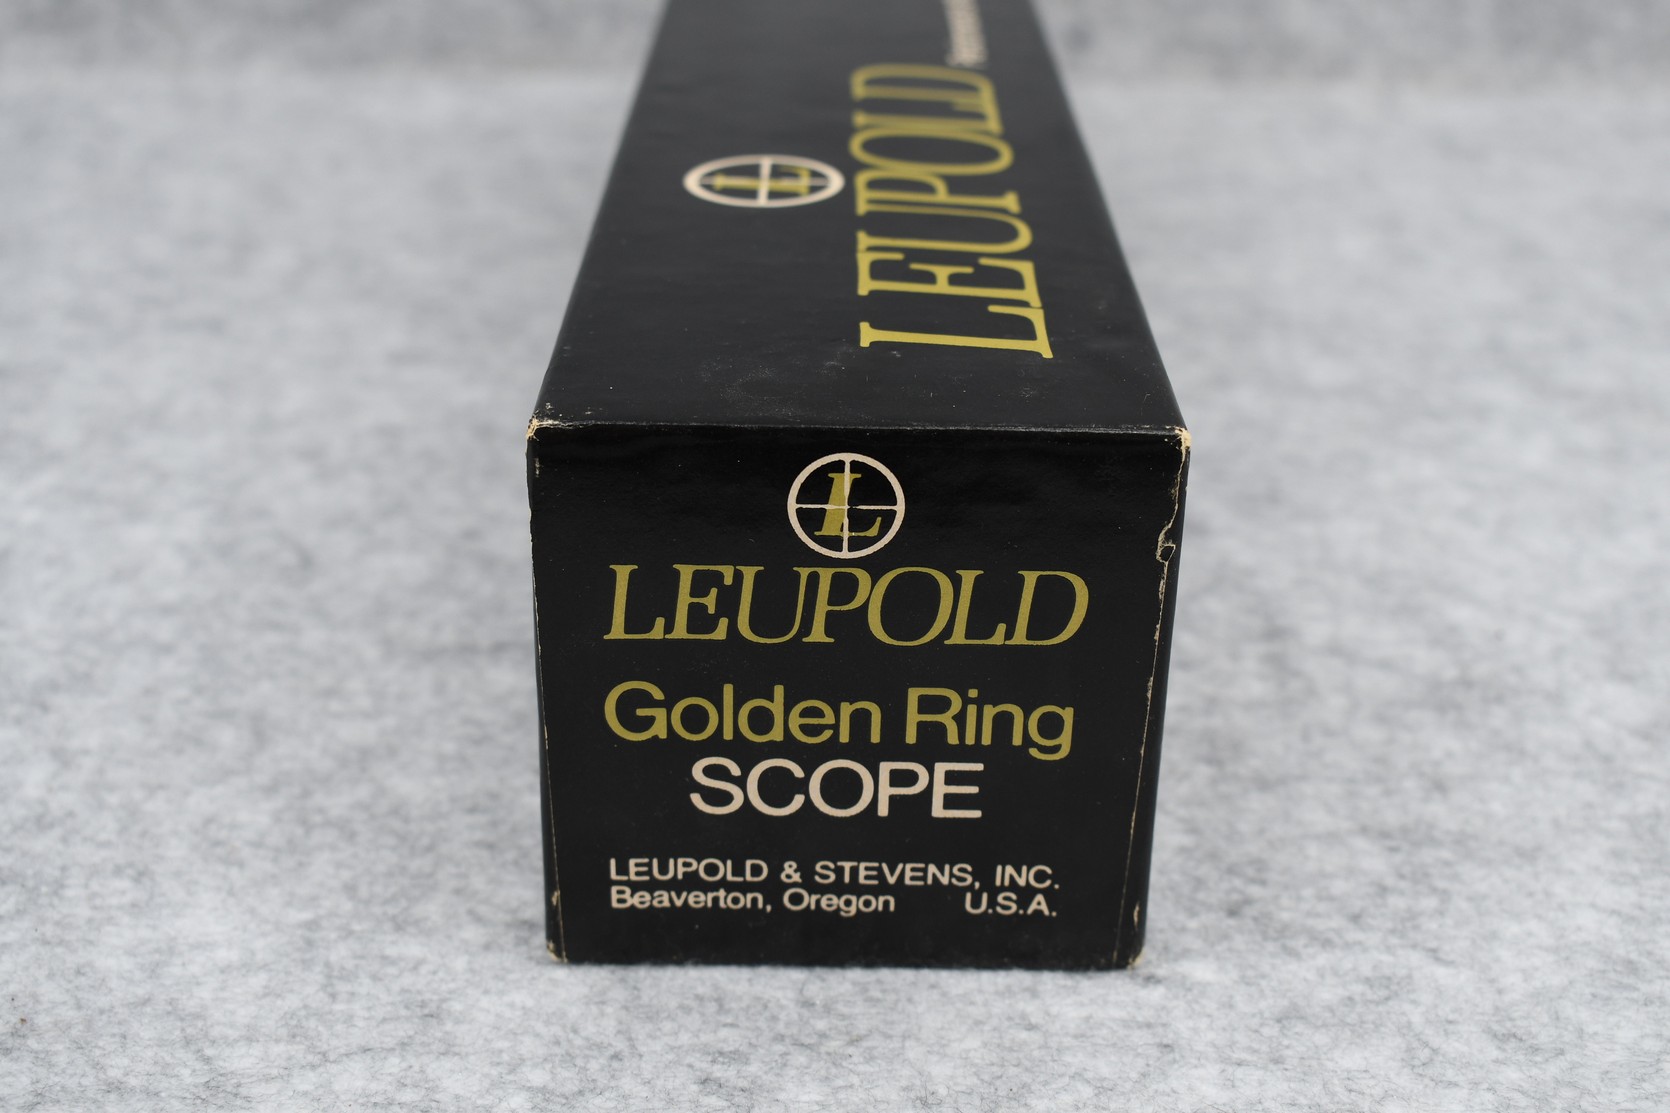 L
LEUPOLD
L
LEUPOLD
Golden Ring
SCOPE
LEUPOLD & STEVENS, INC.
Beaverton, Oregon U.S.A.